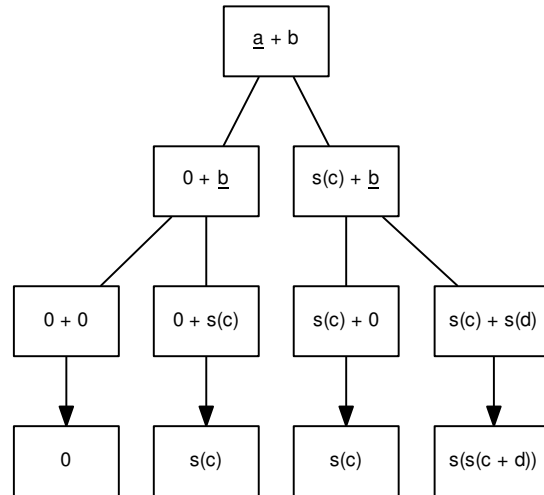 a + b
0 + b
s(c) + b
0 + 0
0 + s(c)
s(c) + 0
s(c) + s(d)
0
s(c)
s(c)
s(s(c + d))